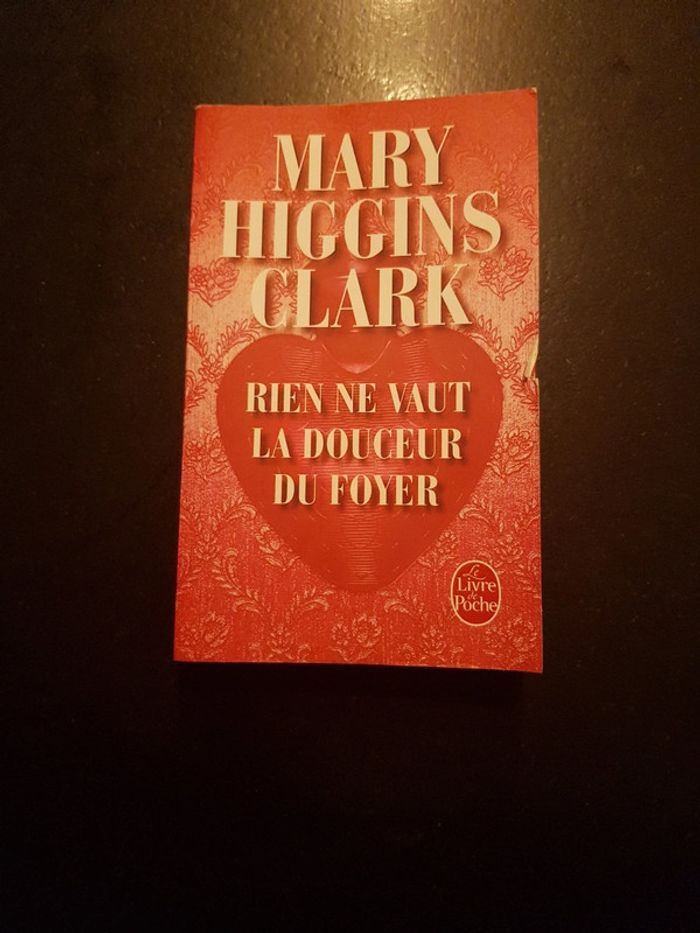 MARY
HIGGINS
CLARK
RIEN NE VAUT
LA DOUCEUR
DU FOYER
Le
Livre
de
Poche